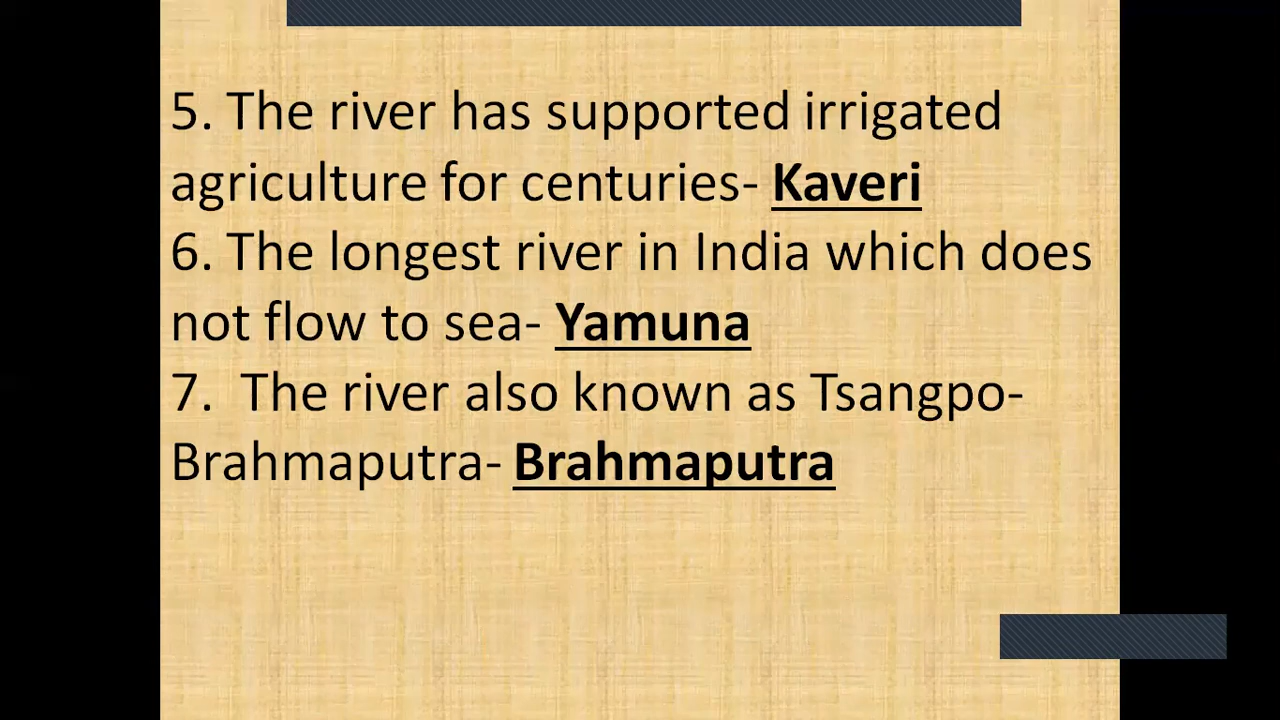 5. The river has supported irrigated
agriculture for centuries- Kaveri
6. The longest river in India which does
not flow to sea- Yamuna
7.  The river also known as Tsangpo-
Brahmaputra- Brahmaputra